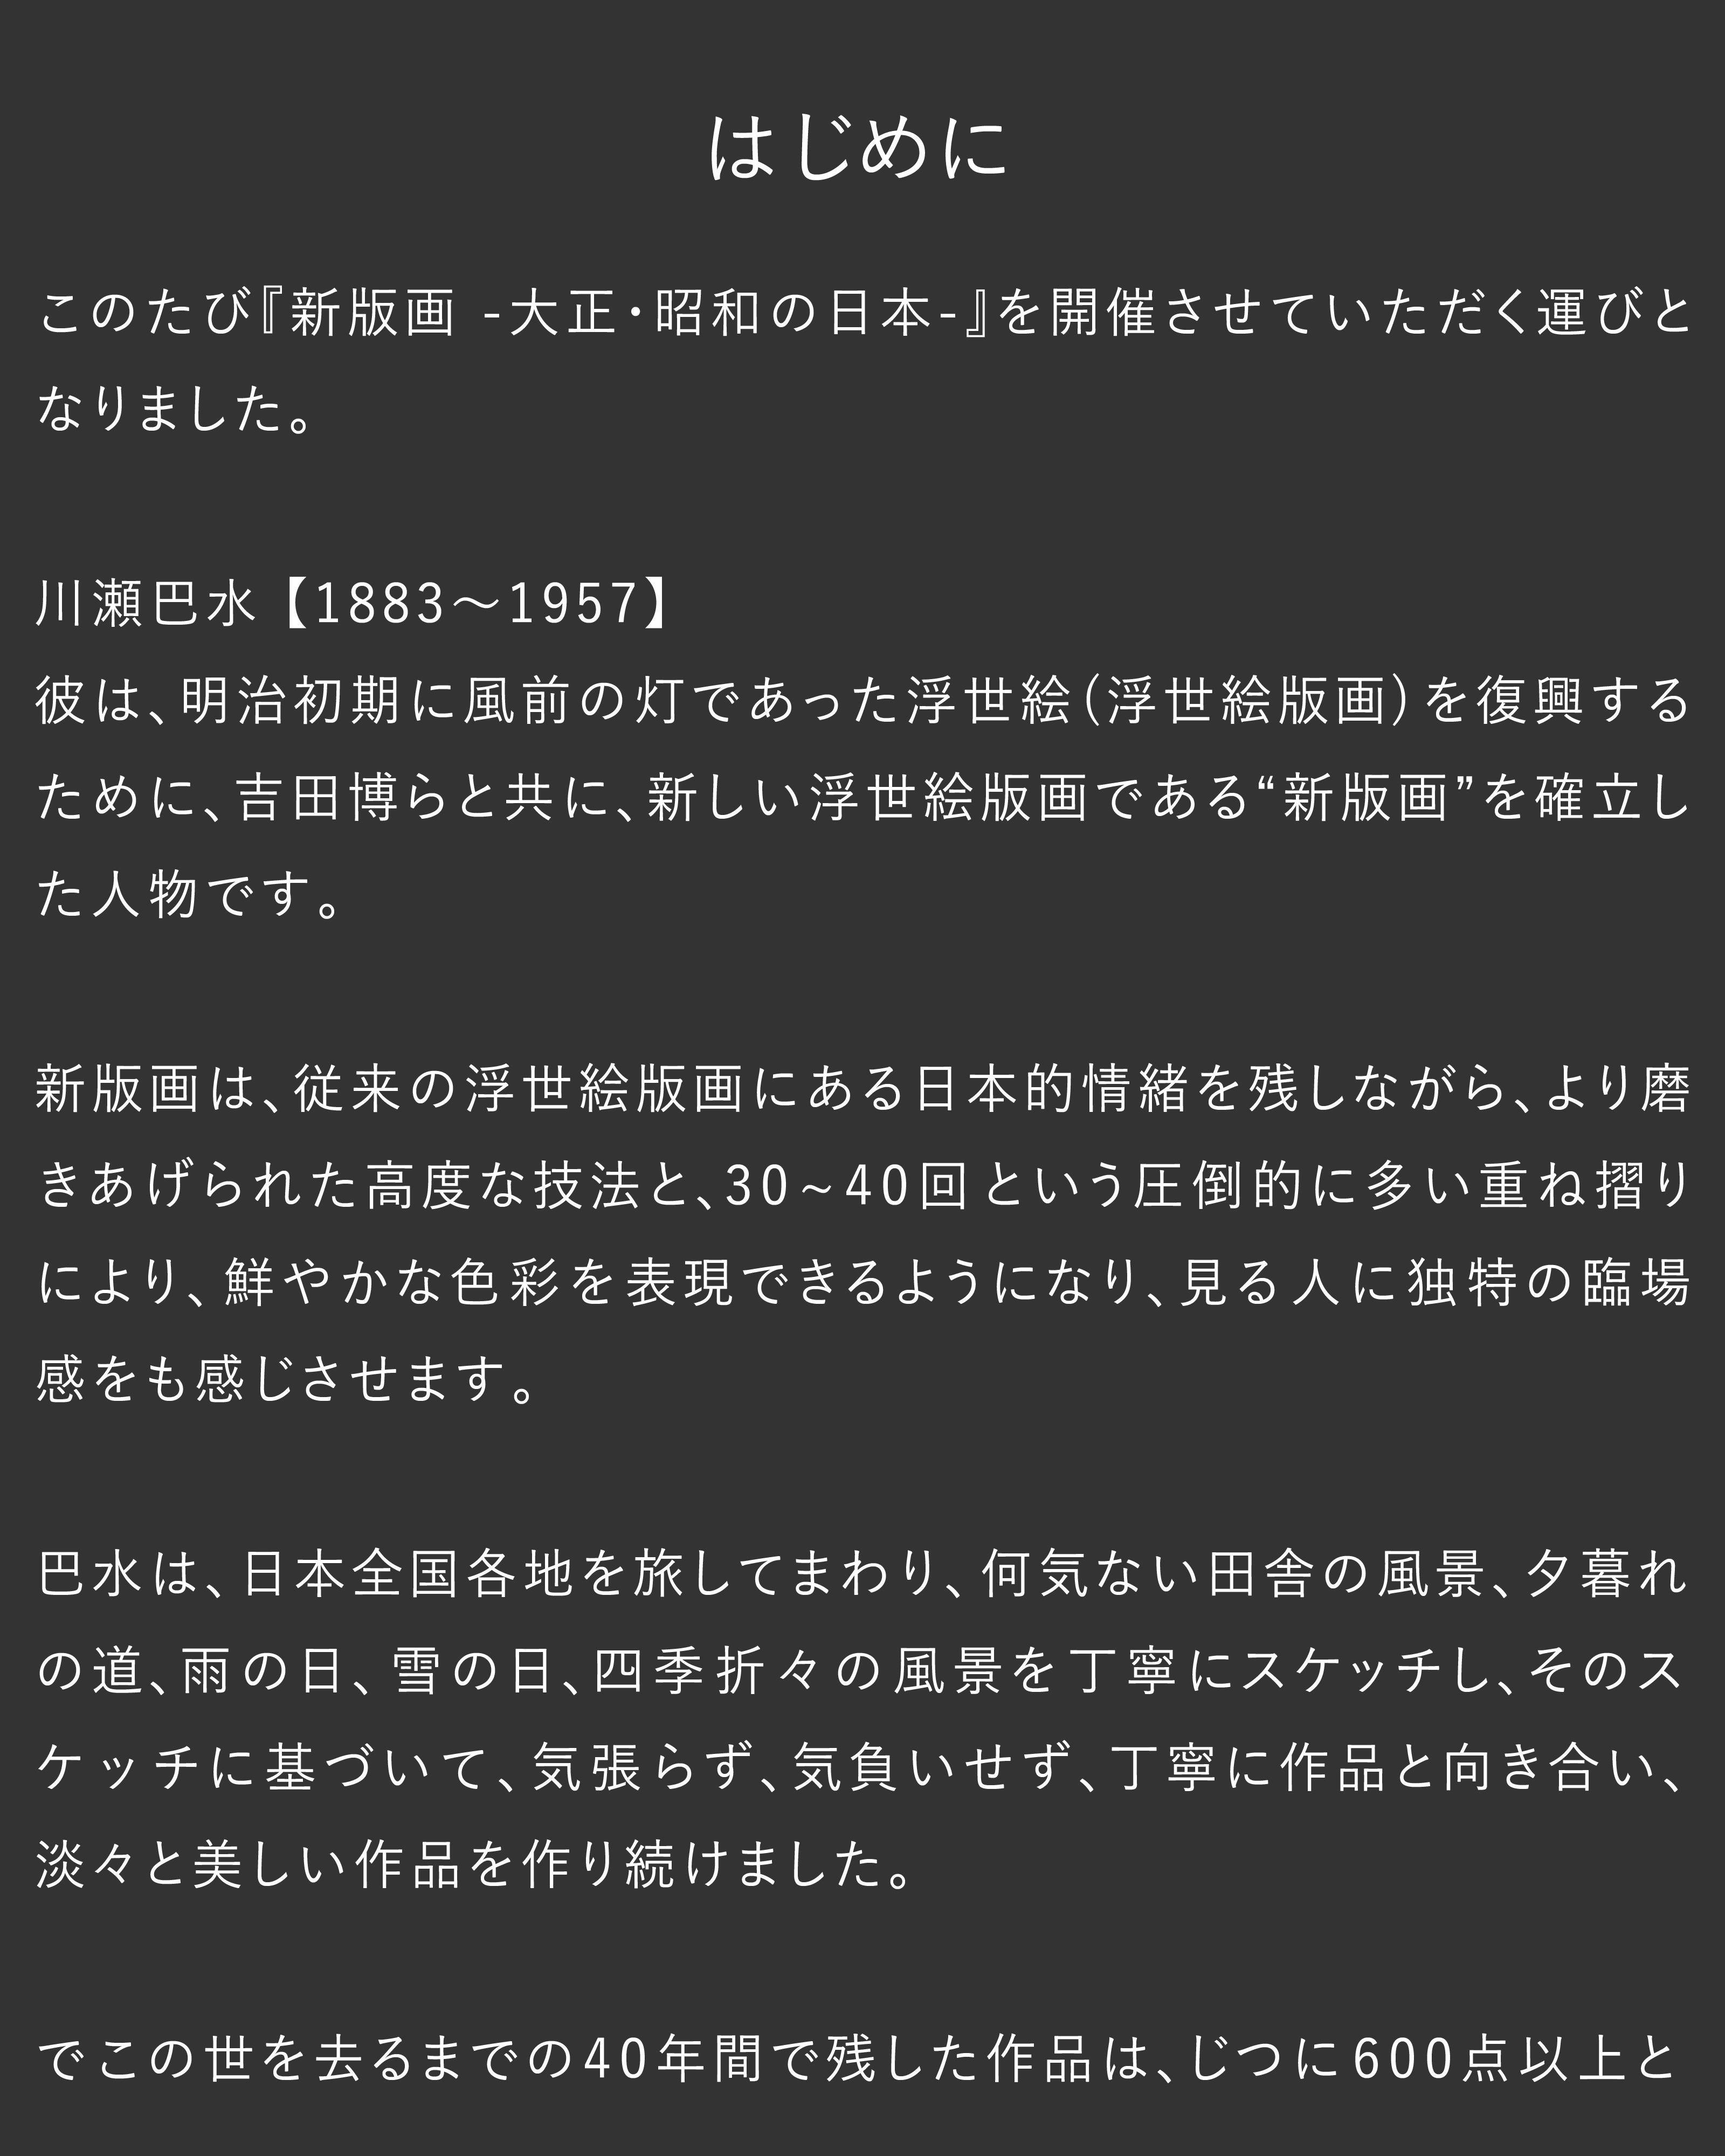 はじめに
このたび『新版画 -大正・昭和の日本-』を開催させていただく運びと
なりました。
川瀬巴水【1883～1957】
彼は、明治初期に風前の灯であった浮世絵(浮世絵版画)を復興する
ために、吉田博らと共に、新しい浮世絵版画である“新版画”を確立し
た人物です。
新版画は、従来の浮世絵版画にある日本的情緒を残しながら、より磨
きあげられた高度な技法と、30~40回という圧倒的に多い重ね摺り
により、鮮やかな色彩を表現できるようになり、見る人に独特の臨場
感をも感じさせます。
巴水は、日本全国各地を旅してまわり、何気ない田舎の風景、夕暮れ
の道、雨の日、雪の日、四季折々の風景を丁寧にスケッチし、そのス
ケッチに基づいて、気張らず、気負いせず、丁寧に作品と向き合い、
淡々と美しい作品を作り続けました。
でこの世を去るまでの40年間で残した作品は、じつに600点以上と